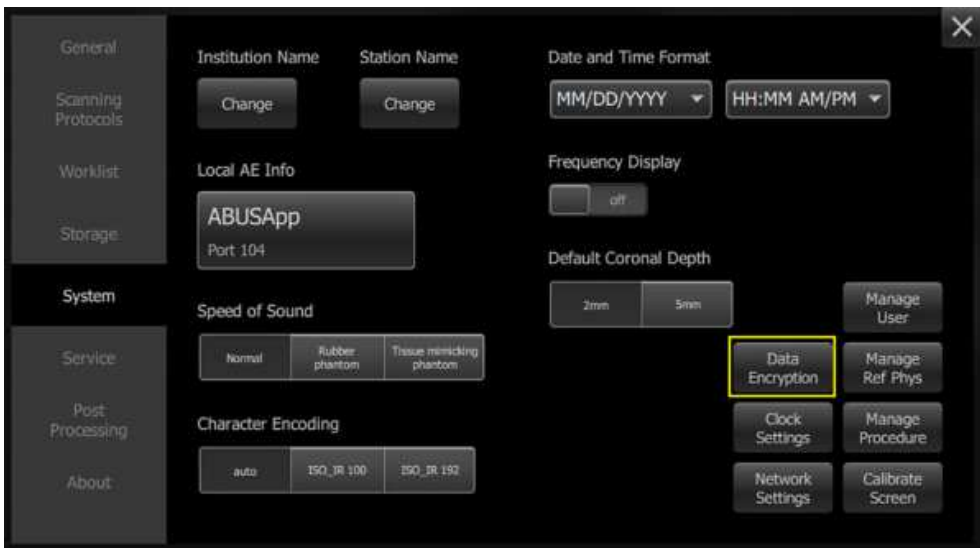 General
Scanning
Protocols
Worklist
Storage
System
Service
Post
Processing
About
Institution Name
Change
Station Name
Change
Local AE Info
ABUSApp
Port 104
Speed of Sound
Normal
Rubber
phantom
Tissue mimicking
phantom
Character Encoding
auto
ISO_IR 100
ISO_IR 192
Date and Time Format
MM/DD/YYYY
HH:MM AM/PM
Frequency Display
off
Default Coronal Depth
2mm
5mm
Manage
User
Data
Encryption
Manage
Ref Phys
Clock
Settings
Manage
Procedure
Network
Settings
Calibrate
Screen